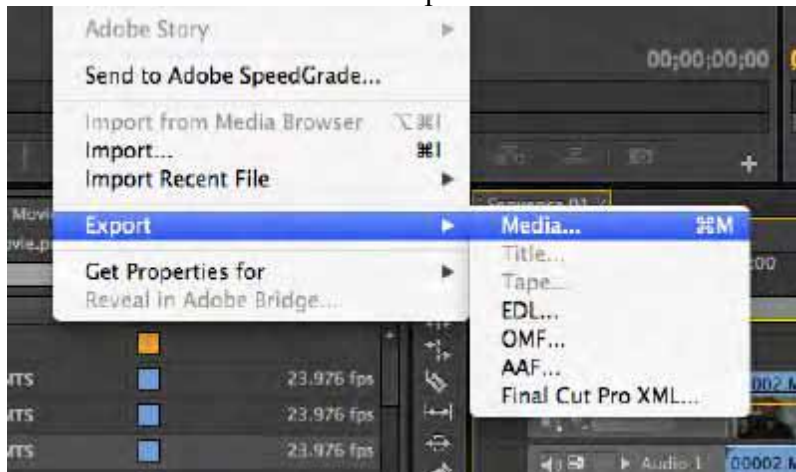 Adobe Story
00;00;00;00
Send to Adobe SpeedGrade...
Import from Media Browser ⌥⌘I
Import... ⌘I
Import Recent File
Export
Media... ⌘M
Title...
Tape...
EDL...
OMF...
AAF...
Final Cut Pro XML...
Get Properties for
Reveal in Adobe Bridge...
23.976 fps
23.976 fps
23.976 fps
Audio 1